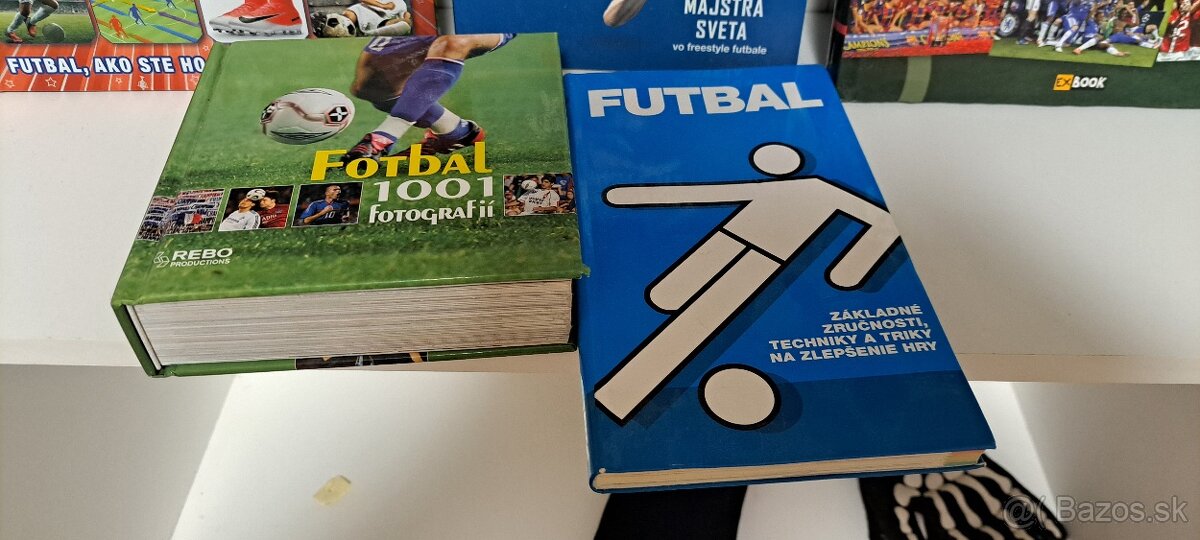 FUTBAL, AKO STE HO
MAJSTRA
SVETA
vo freestyle futbale
CHAMPIONS
EX BOOK
FOTBAL
1001
FOTOGRAFIÍ
REBO
PRODUCTIONS
FUTBAL
ZÁKLADNÉ
ZRUČNOSTI,
TECHNIKY A TRIKY
NA ZLEPŠENIE HRY
@( Bazos.sk